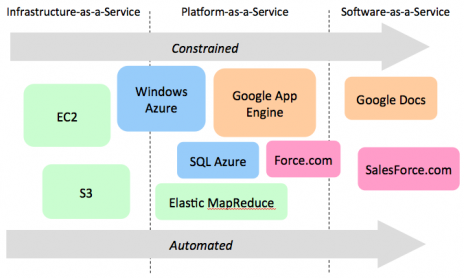 Infrastructure-as-a-Service
Platform-as-a-Service
Software-as-a-Service
Constrained
EC2
Windows
Azure
Google App
Engine
Google Docs
SQL Azure
Force.com
SalesForce.com
S3
Elastic MapReduce
Automated